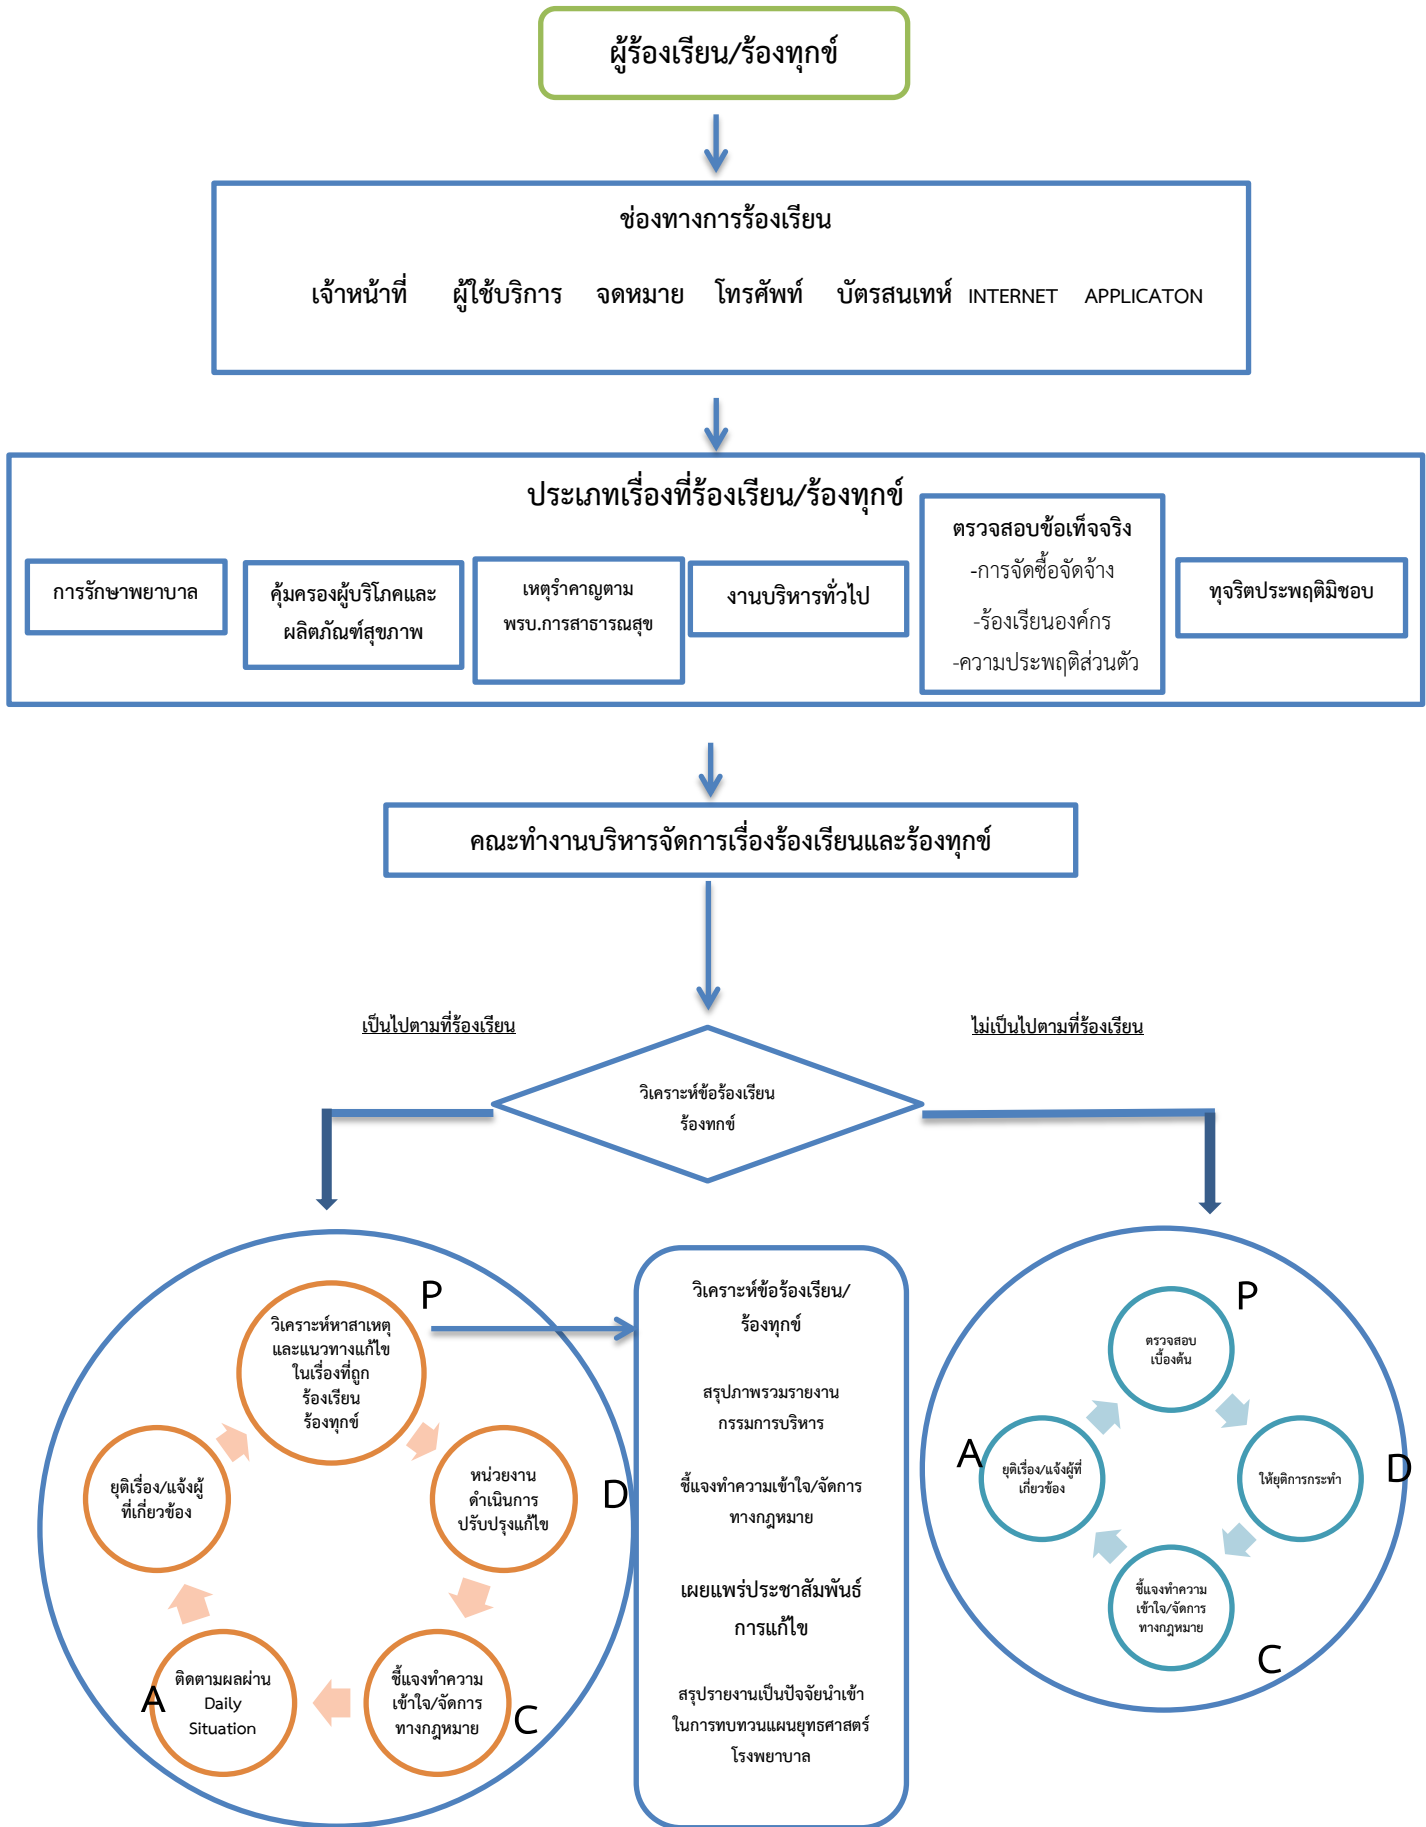 ผู้ร้องเรียน/ร้องทุกข์
ช่องทางการร้องเรียน
เจ้าหน้าที่ ผู้ใช้บริการ จดหมาย โทรศัพท์ บัตรสนเทห์ INTERNET APPLICATON
ประเภทเรื่องที่ร้องเรียน/ร้องทุกข์
การรักษาพยาบาล
คุ้มครองผู้บริโภคและ
ผลิตภัณฑ์สุขภาพ
เหตุรำคาญตาม
พรบ.การสาธารณสุข
งานบริหารทั่วไป
ตรวจสอบข้อเท็จจริง
-การจัดซื้อจัดจ้าง
-ร้องเรียนองค์กร
-ความประพฤติส่วนตัว
ทุจริตประพฤติมิชอบ
คณะทำงานบริหารจัดการเรื่องร้องเรียนและร้องทุกข์
เป็นไปตามที่ร้องเรียน
ไม่เป็นไปตามที่ร้องเรียน
วิเคราะห์ข้อร้องเรียน
ร้องทกข์
P
วิเคราะห์หาสาเหตุ
และแนวทางแก้ไข
ในเรื่องที่ถูก
ร้องเรียน
ร้องทุกข์
D
หน่วยงาน
ดำเนินการ
ปรับปรุงแก้ไข
C
ชี้แจงทำความ
เข้าใจ/จัดการ
ทางกฎหมาย
A
ติดตามผลผ่าน
Daily
Situation
ยุติเรื่อง/แจ้งผู้
ที่เกี่ยวข้อง
วิเคราะห์ข้อร้องเรียน/
ร้องทุกข์
สรุปภาพรวมรายงาน
กรรมการบริหาร
ชี้แจงทำความเข้าใจ/จัดการ
ทางกฎหมาย
เผยแพร่ประชาสัมพันธ์
การแก้ไข
สรุปรายงานเป็นปัจจัยนำเข้า
ในการทบทวนแผนยุทธศาสตร์
โรงพยาบาล
P
ตรวจสอบ
เบื้องต้น
D
ให้ยุติการกระทำ
C
ชี้แจงทำความ
เข้าใจ/จัดการ
ทางกฎหมาย
A
ยุติเรื่อง/แจ้งผู้ที่
เกี่ยวข้อง